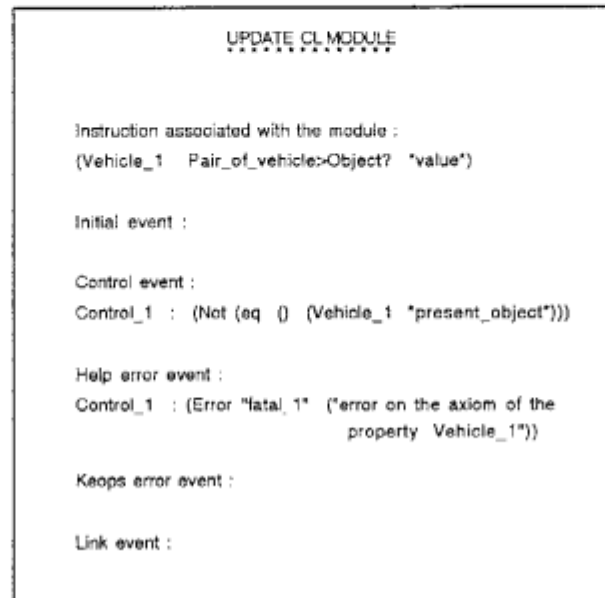 UPDATE CL MODULE
Instruction associated with the module :
(Vehicle_1 Pair_of_vehicle>Object? "value")
Initial event :
Control event :
Control_1 : (Not (eq () (Vehicle_1 "present_object")))
Help error event :
Control_1 : (Error "fatal_1" ("error on the axiom of the
property Vehicle_1"))
Keops error event :
Link event :